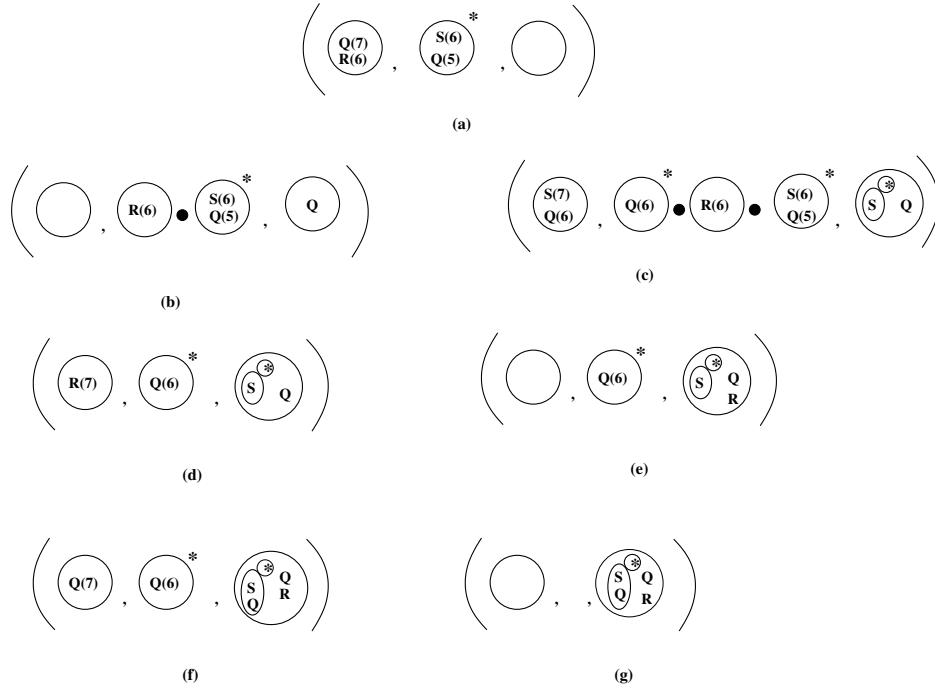 ( Q(7) R(6) , S(6) Q(5) * , )
(a)
( , R(6) • S(6) Q(5) * , Q )
(b)
( S(7) Q(6) , Q(6) * • R(6) • S(6) Q(5) * , S * Q )
(c)
( R(7) , Q(6) * , S * Q )
(d)
( , Q(6) * , S * Q R )
(e)
( Q(7) , Q(6) * , S Q * Q R )
(f)
( , , S Q * Q R )
(g)